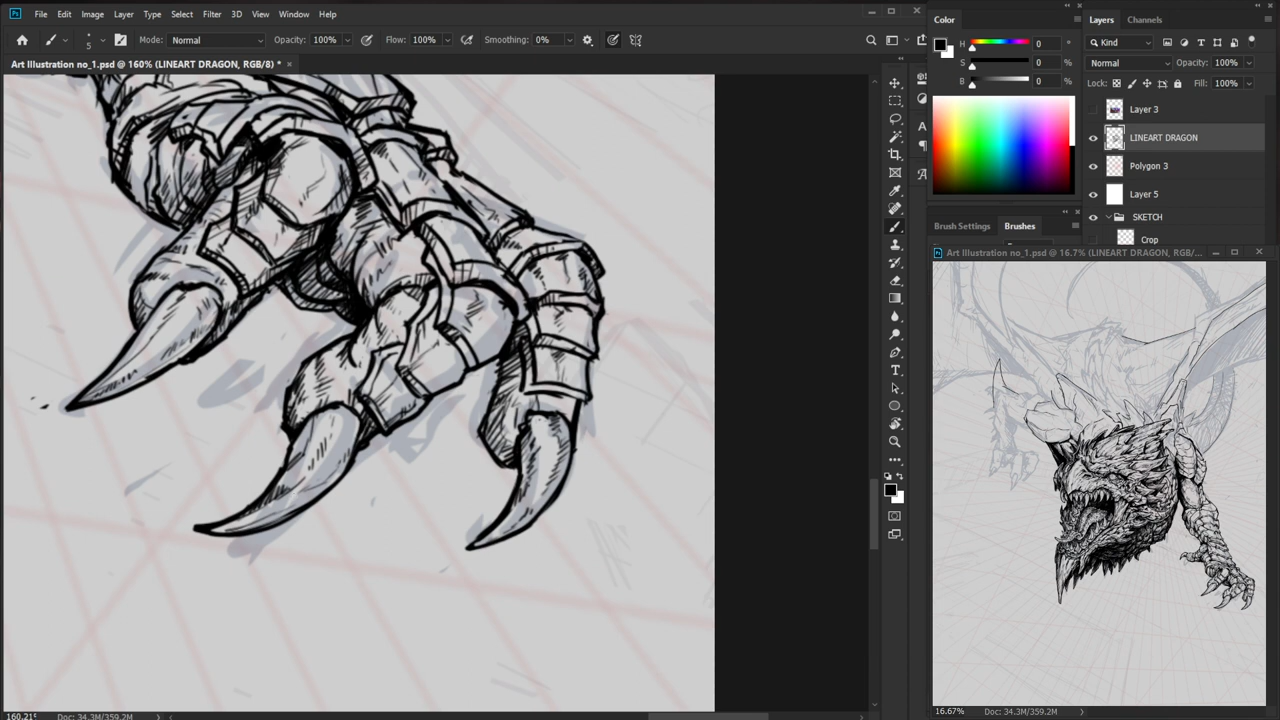 File Edit Image Layer Type Select Filter 3D View Window Help
5 Mode: Normal Opacity: 100% Flow: 100% Smoothing: 0%
Art Illustration no_1.psd @ 160% (LINEART DRAGON, RGB/8) *
160.21° Doc: 34.3M/359.2M
Color
H 0 °
S 0 %
B 0 %
Brush Settings Brushes
Layers Channels
Kind
Normal Opacity: 100%
Lock: Fill: 100%
Layer 3
LINEART DRAGON
Polygon 3
Layer 5
SKETCH
Crop
Art Illustration no_1.psd @ 16.7% (LINEART DRAGON, RGB/...
16.67% Doc: 34.3M/359.2M